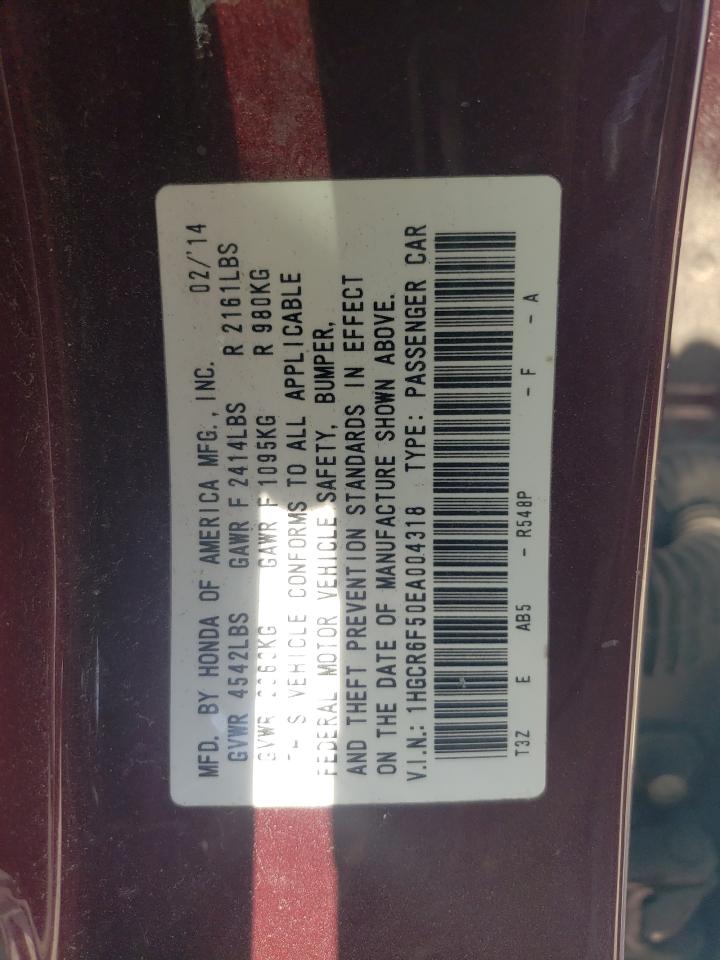 MFD. BY HONDA OF AMERICA MFG., INC. 02/'14
GVWR 4542LBS GAWR F 2414LBS R 2161LBS
GVWR GAWR F 1095KG R 980KG
VEHICLE CONFORMS TO ALL APPLICABLE
FEDERAL MOTOR VEHICLE SAFETY, BUMPER,
AND THEFT PREVENTION STANDARDS IN EFFECT
ON THE DATE OF MANUFACTURE SHOWN ABOVE.
V.I.N.: 1HGCR6F50EA004318 TYPE: PASSENGER CAR
T3Z E AB5 - R548P - F - A